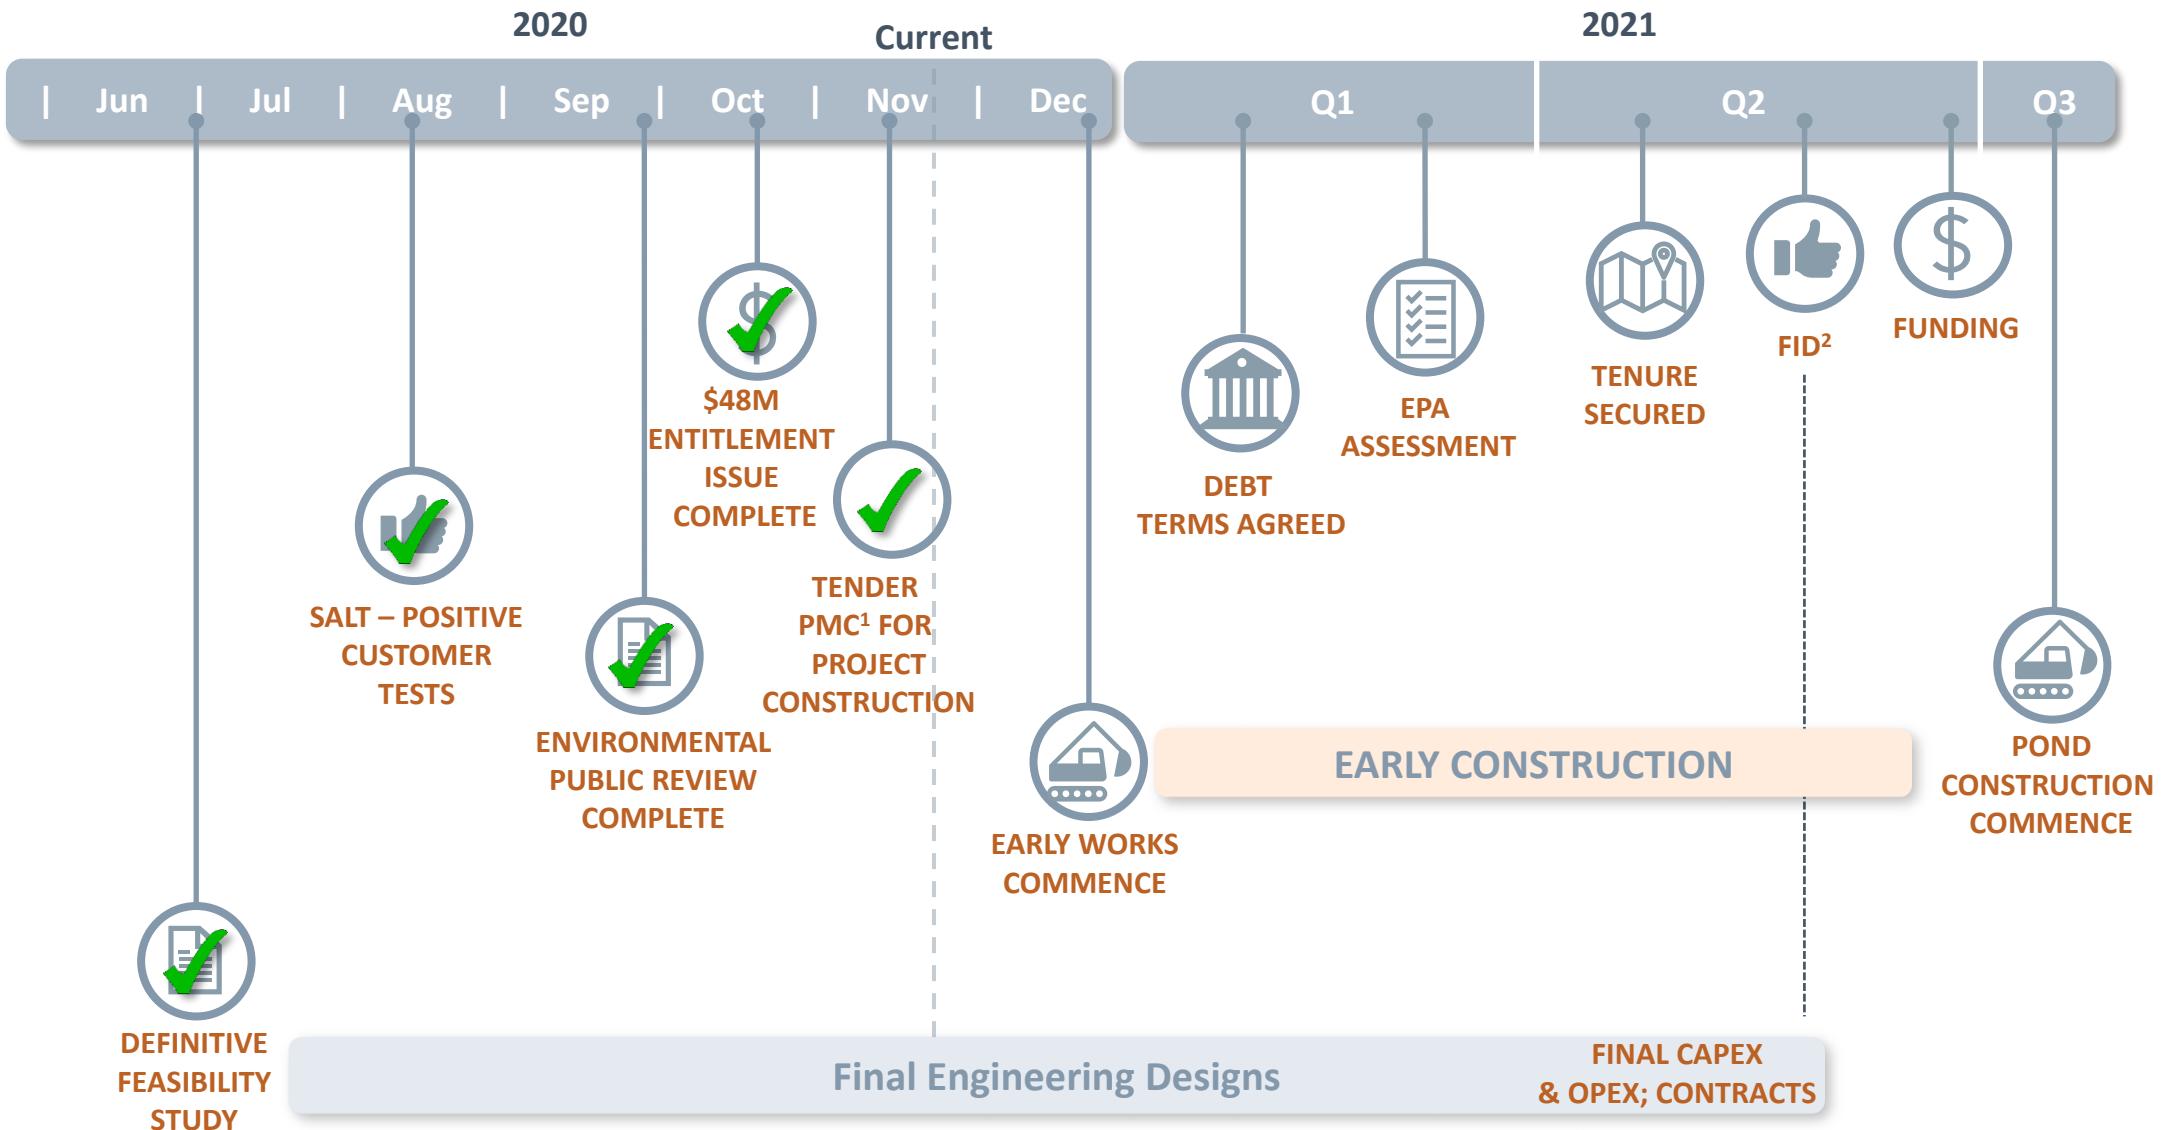 2020
Current
2021
| Jun | Jul | Aug | Sep | Oct | Nov | Dec
Q1
Q2
Q3
$48M
ENTITLEMENT
ISSUE
COMPLETE
FUNDING
FID²
TENURE
SECURED
EPA
ASSESSMENT
DEBT
TERMS AGREED
SALT – POSITIVE
CUSTOMER
TESTS
TENDER
PMC¹ FOR
PROJECT
CONSTRUCTION
ENVIRONMENTAL
PUBLIC REVIEW
COMPLETE
EARLY CONSTRUCTION
EARLY WORKS
COMMENCE
POND
CONSTRUCTION
COMMENCE
DEFINITIVE
FEASIBILITY
STUDY
Final Engineering Designs
FINAL CAPEX
& OPEX; CONTRACTS